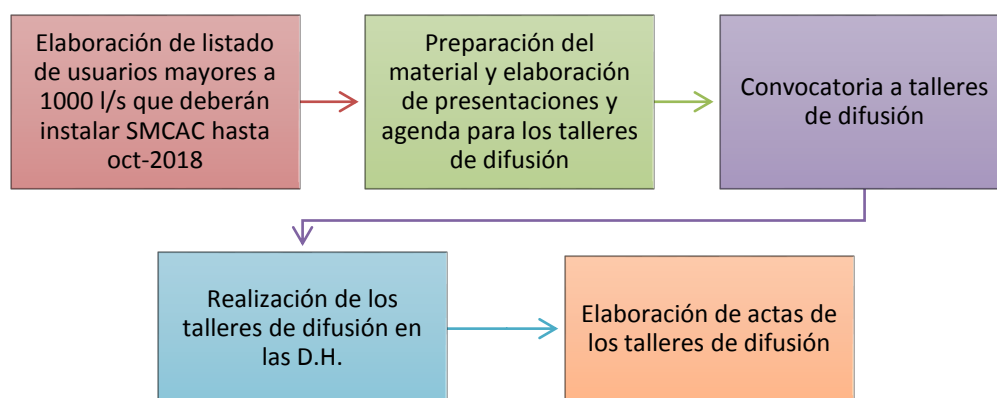 Elaboración de listado
de usuarios mayores a
1000 l/s que deberán
instalar SMCAC hasta
oct-2018
Preparación del
material y elaboración
de presentaciones y
agenda para los talleres
de difusión
Convocatoria a talleres
de difusión
Realización de los
talleres de difusión en
las D.H.
Elaboración de actas de
los talleres de difusión